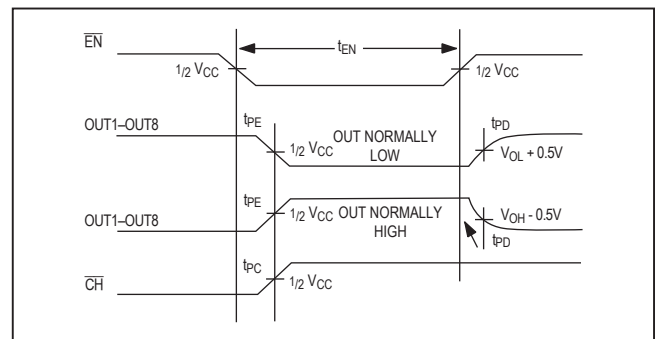 EN
tEN
1/2 VCC
1/2 VCC
OUT1–OUT8
tPE
1/2 VCC
OUT NORMALLY
LOW
tPD
VOL + 0.5V
OUT1–OUT8
tPE
1/2 VCC
OUT NORMALLY
HIGH
VOH - 0.5V
tPD
CH
tPC
1/2 VCC